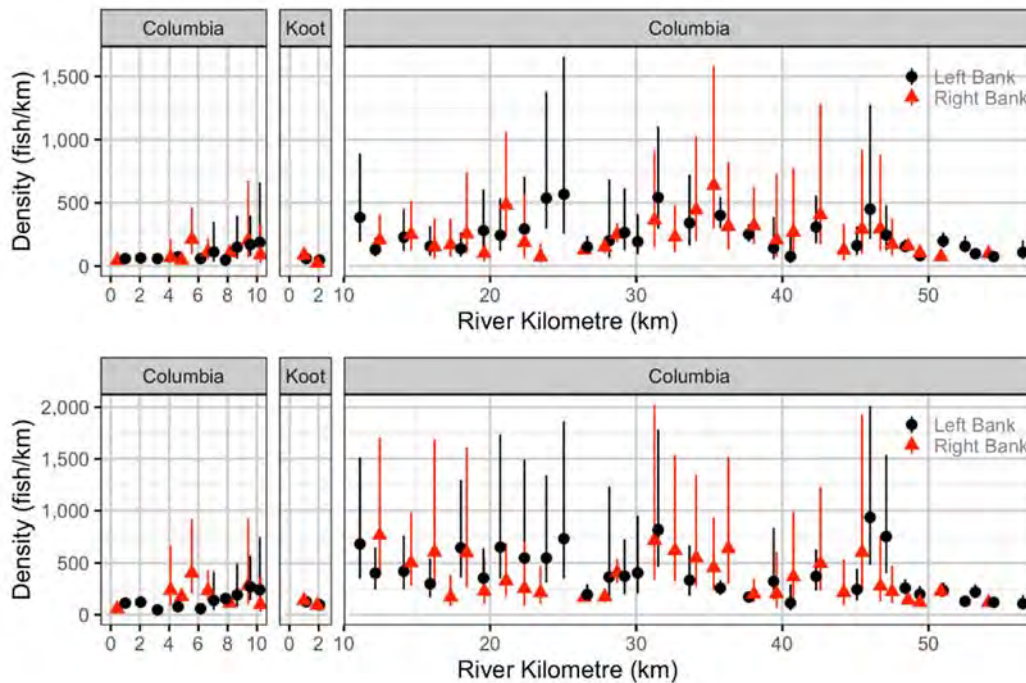 Columbia Koot Columbia
Density (fish/km)
1,500
1,000
500
0
Left Bank
Right Bank
0 2 4 6 8 10 0 2 10 20 30 40 50
River Kilometre (km)
Columbia Koot Columbia
Density (fish/km)
2,000
1,500
1,000
500
0
Left Bank
Right Bank
0 2 4 6 8 10 0 2 10 20 30 40 50
River Kilometre (km)